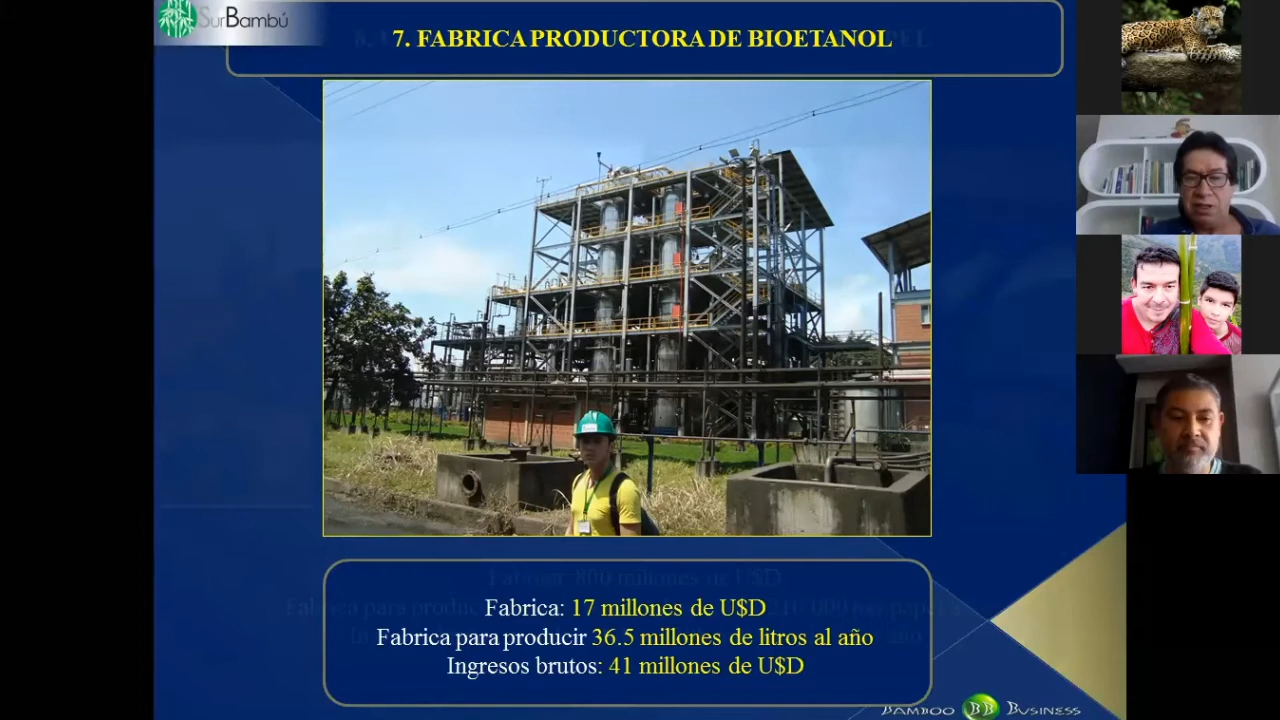 SurBambú
7. FABRICA PRODUCTORA DE BIOETANOL
Fabrica: 17 millones de U$D
Fabrica para producir 36.5 millones de litros al año
Ingresos brutos: 41 millones de U$D
BAMBOO BB BUSINESS